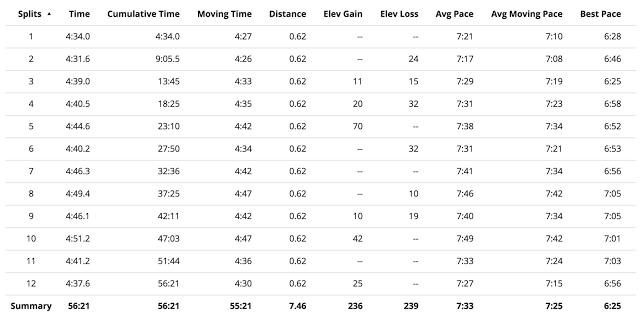 Splits ▲ Time Cumulative Time Moving Time Distance Elev Gain Elev Loss Avg Pace Avg Moving Pace Best Pace
1 4:34.0 4:34.0 4:27 0.62 -- -- 7:21 7:10 6:28
2 4:31.6 9:05.5 4:26 0.62 -- 24 7:17 7:08 6:46
3 4:39.0 13:45 4:33 0.62 11 15 7:29 7:19 6:25
4 4:40.5 18:25 4:35 0.62 20 32 7:31 7:23 6:58
5 4:44.6 23:10 4:42 0.62 70 -- 7:38 7:34 6:52
6 4:40.2 27:50 4:34 0.62 -- 32 7:31 7:21 6:53
7 4:46.3 32:36 4:42 0.62 -- -- 7:41 7:34 6:56
8 4:49.4 37:25 4:47 0.62 -- 10 7:46 7:42 7:05
9 4:46.1 42:11 4:42 0.62 10 19 7:40 7:34 7:05
10 4:51.2 47:03 4:47 0.62 42 -- 7:49 7:42 7:01
11 4:41.2 51:44 4:36 0.62 -- -- 7:33 7:24 7:03
12 4:37.6 56:21 4:30 0.62 25 -- 7:27 7:15 6:56
Summary 56:21 56:21 55:21 7.46 236 239 7:33 7:25 6:25